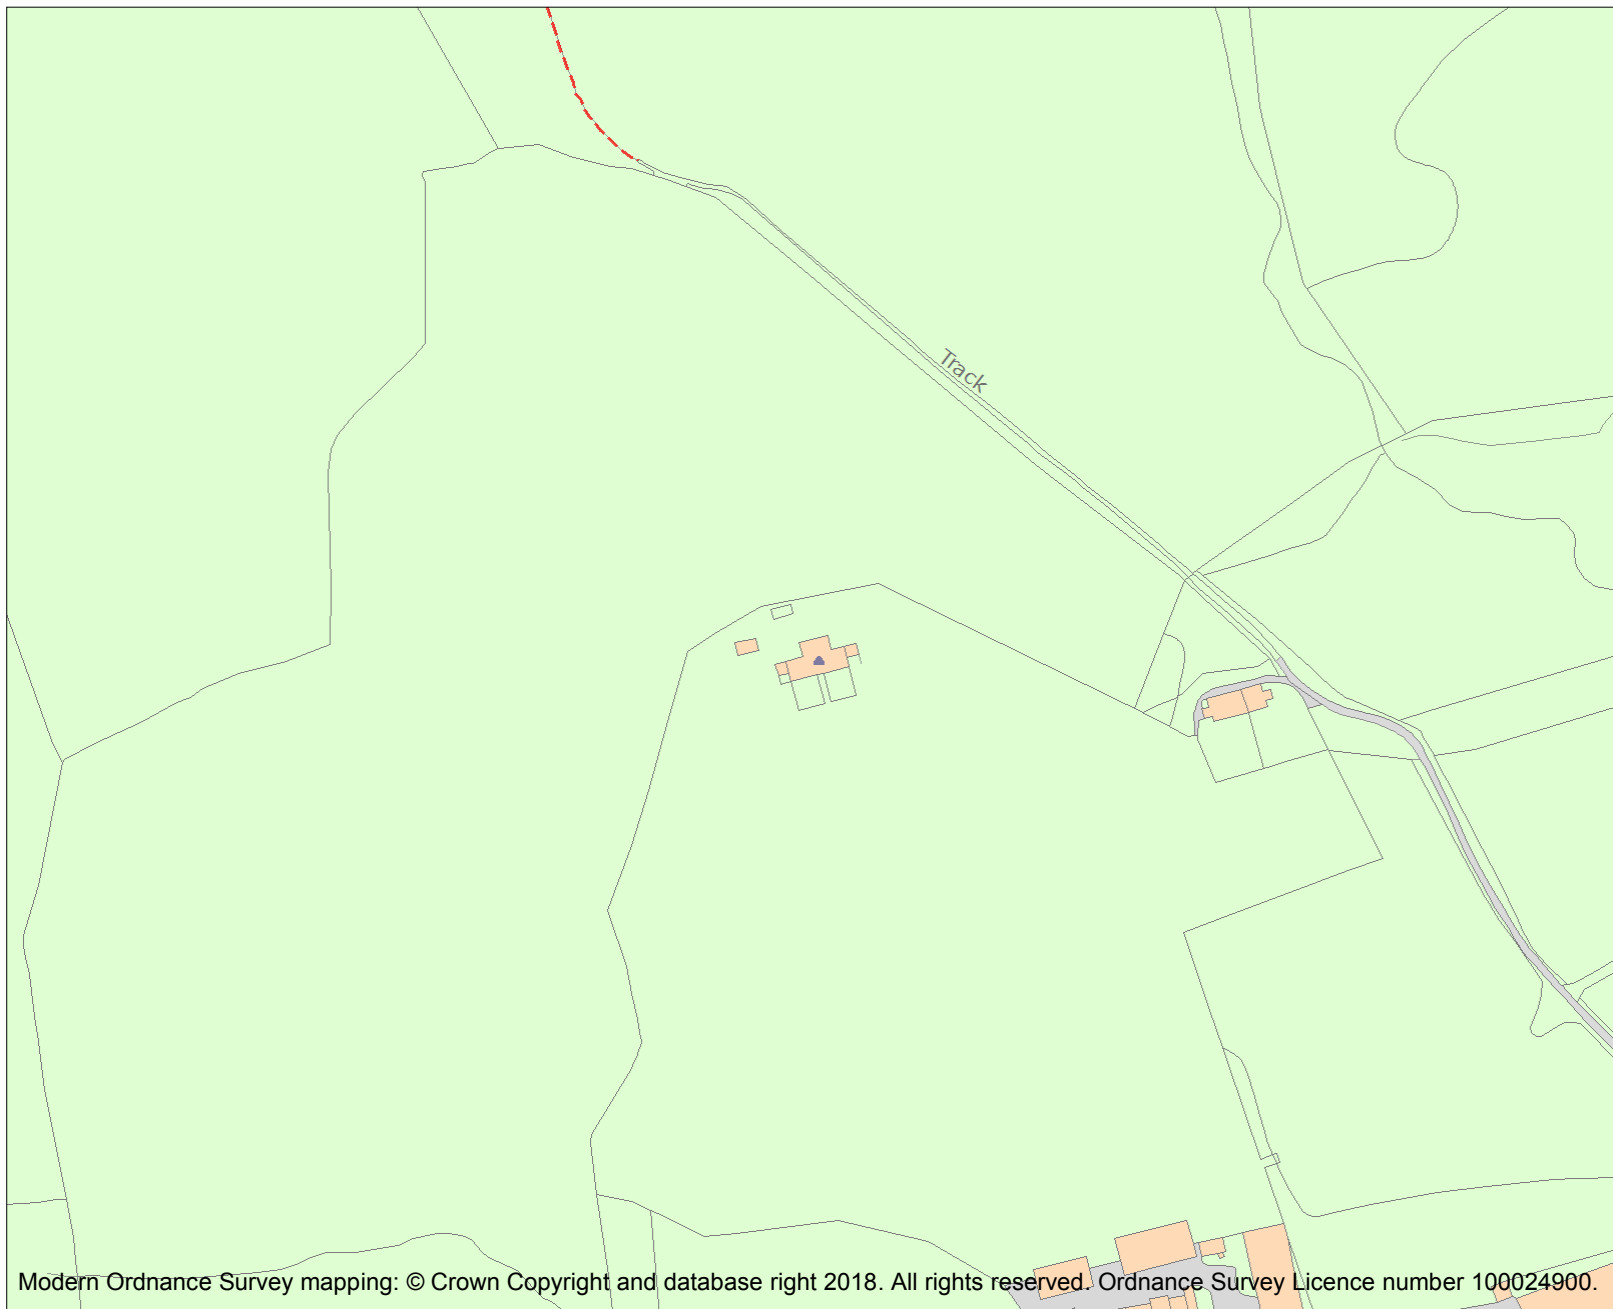 Track
Modern Ordnance Survey mapping: © Crown Copyright and database right 2018. All rights reserved. Ordnance Survey Licence number 100024900.